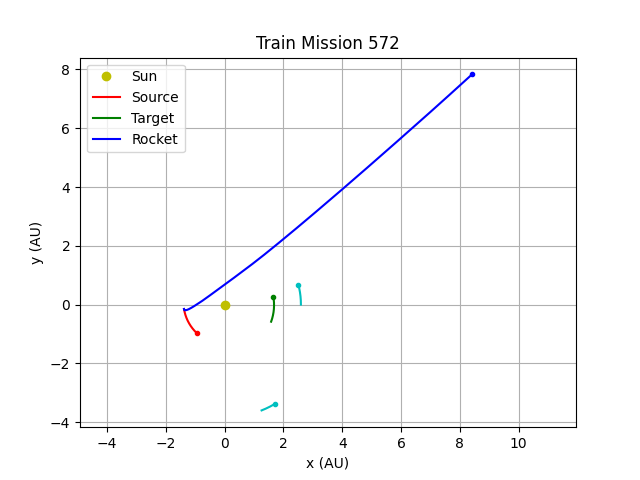 Train Mission 572
Sun
Source
Target
Rocket
y (AU)
8
6
4
2
0
−2
−4
−4 −2 0 2 4 6 8 10
x (AU)